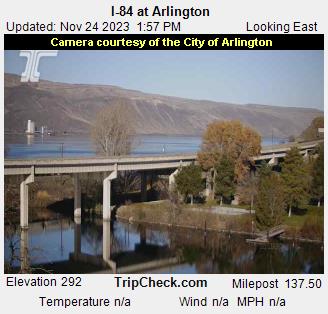 I-84 at Arlington
Updated: Nov 24 2023 1:57 PM Looking East
Camera courtesy of the City of Arlington
Elevation 292 TripCheck.com Milepost 137.50
Temperature n/a Wind n/a MPH n/a